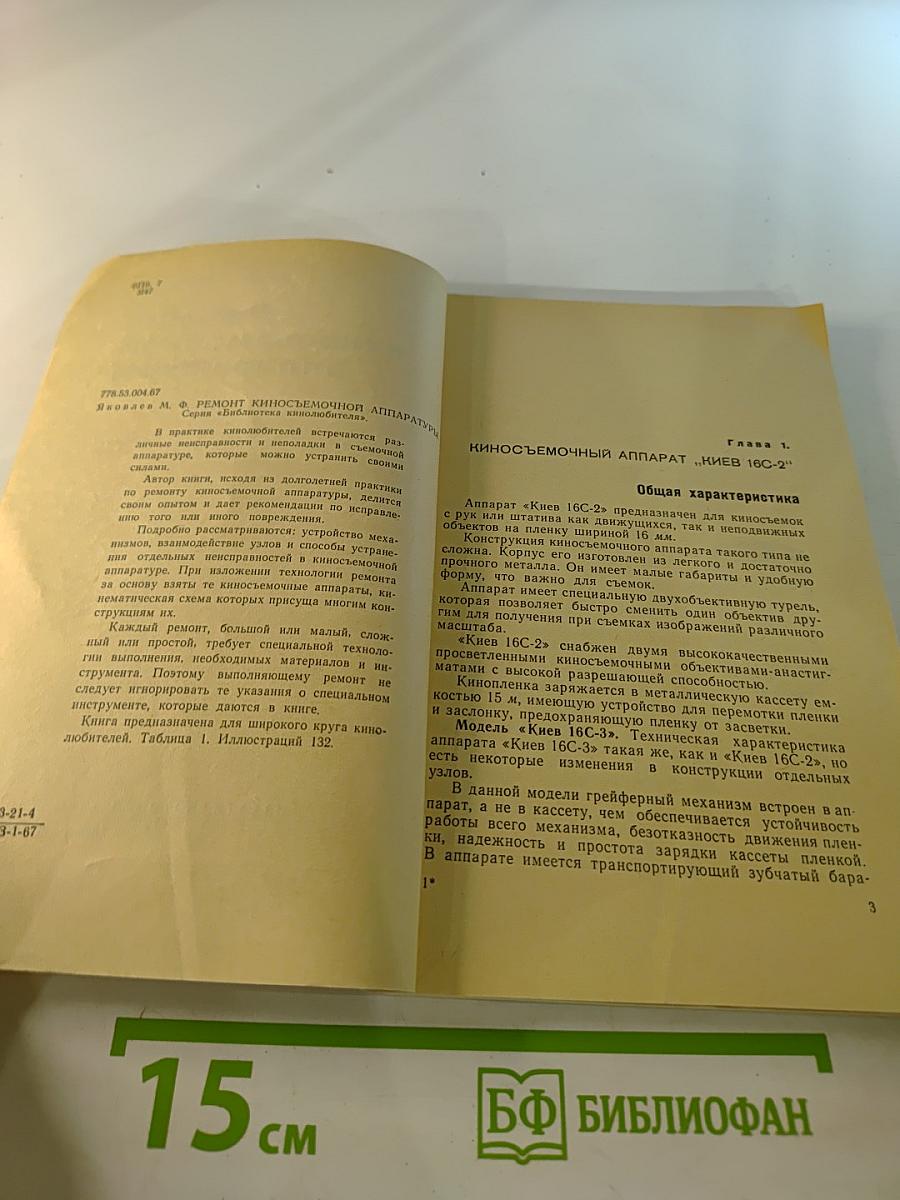 6П9. 7
778.53.004.67
Яковлев М. Ф. РЕМОНТ КИНОСЪЕМОЧНОЙ АППАРАТУРЫ
Серия «Библиотека кинолюбителя».
В практике кинолюбителей встречаются раз-
личные неисправности и неполадки в съемочной
аппаратуре, которые можно устранить своими
силами.
Автор книги, исходя из долголетней практики
по ремонту киносъемочной аппаратуры, делится
своим опытом и дает рекомендации по исправле-
нию того или иного повреждения.
Подробно рассматриваются: устройство меха-
низмов, взаимодействие узлов и способы устране-
ния отдельных неисправностей в киносъемочной
аппаратуре. При изложении технологии ремонта
за основу взяты те киносъемочные аппараты, ки-
нематическая схема которых присуща многим кон-
струкциям их.
Каждый ремонт, большой или малый, слож-
ный или простой, требует специальной техноло-
гии выполнения, необходимых материалов и ин-
струмента. Поэтому выполняющему ремонт не
следует игнорировать те указания о специальном
инструменте, которые даются в книге.
Книга предназначена для широкого круга кино-
любителей. Таблица 1. Иллюстраций 132.
3-21-4
3-1-67
Глава 1.
КИНОСЪЕМОЧНЫЙ АППАРАТ „КИЕВ 16С-2"
Общая характеристика
Аппарат «Киев 16С-2» предназначен для киносъемок
с рук или штатива как движущихся, так и неподвижных
объектов на пленку шириной 16 мм.
Конструкция киносъемочного аппарата такого типа не
сложна. Корпус его изготовлен из легкого и достаточно
прочного металла. Он имеет малые габариты и удобную
форму, что важно для съемок.
Аппарат имеет специальную двухобъективную турель,
которая позволяет быстро сменить один объектив дру-
гим для получения при съемках изображений различного
масштаба.
«Киев 16С-2» снабжен двумя высококачественными
просветленными киносъемочными объективами-анастиг-
матами с высокой разрешающей способностью.
Кинопленка заряжается в металлическую кассету ем-
костью 15 м, имеющую устройство для перемотки пленки
и заслонку, предохраняющую пленку от засветки.
Модель «Киев 16С-3». Техническая характеристика
аппарата «Киев 16С-3» такая же, как и «Киев 16С-2», но
есть некоторые изменения в конструкции отдельных
узлов.
В данной модели грейферный механизм встроен в ап-
парат, а не в кассету, чем обеспечивается устойчивость
работы всего механизма, безотказность движения плен-
ки, надежность и простота зарядки кассеты пленкой.
В аппарате имеется транспортирующий зубчатый бара-
1*
3
15 см
БФ БИБЛИОФАН